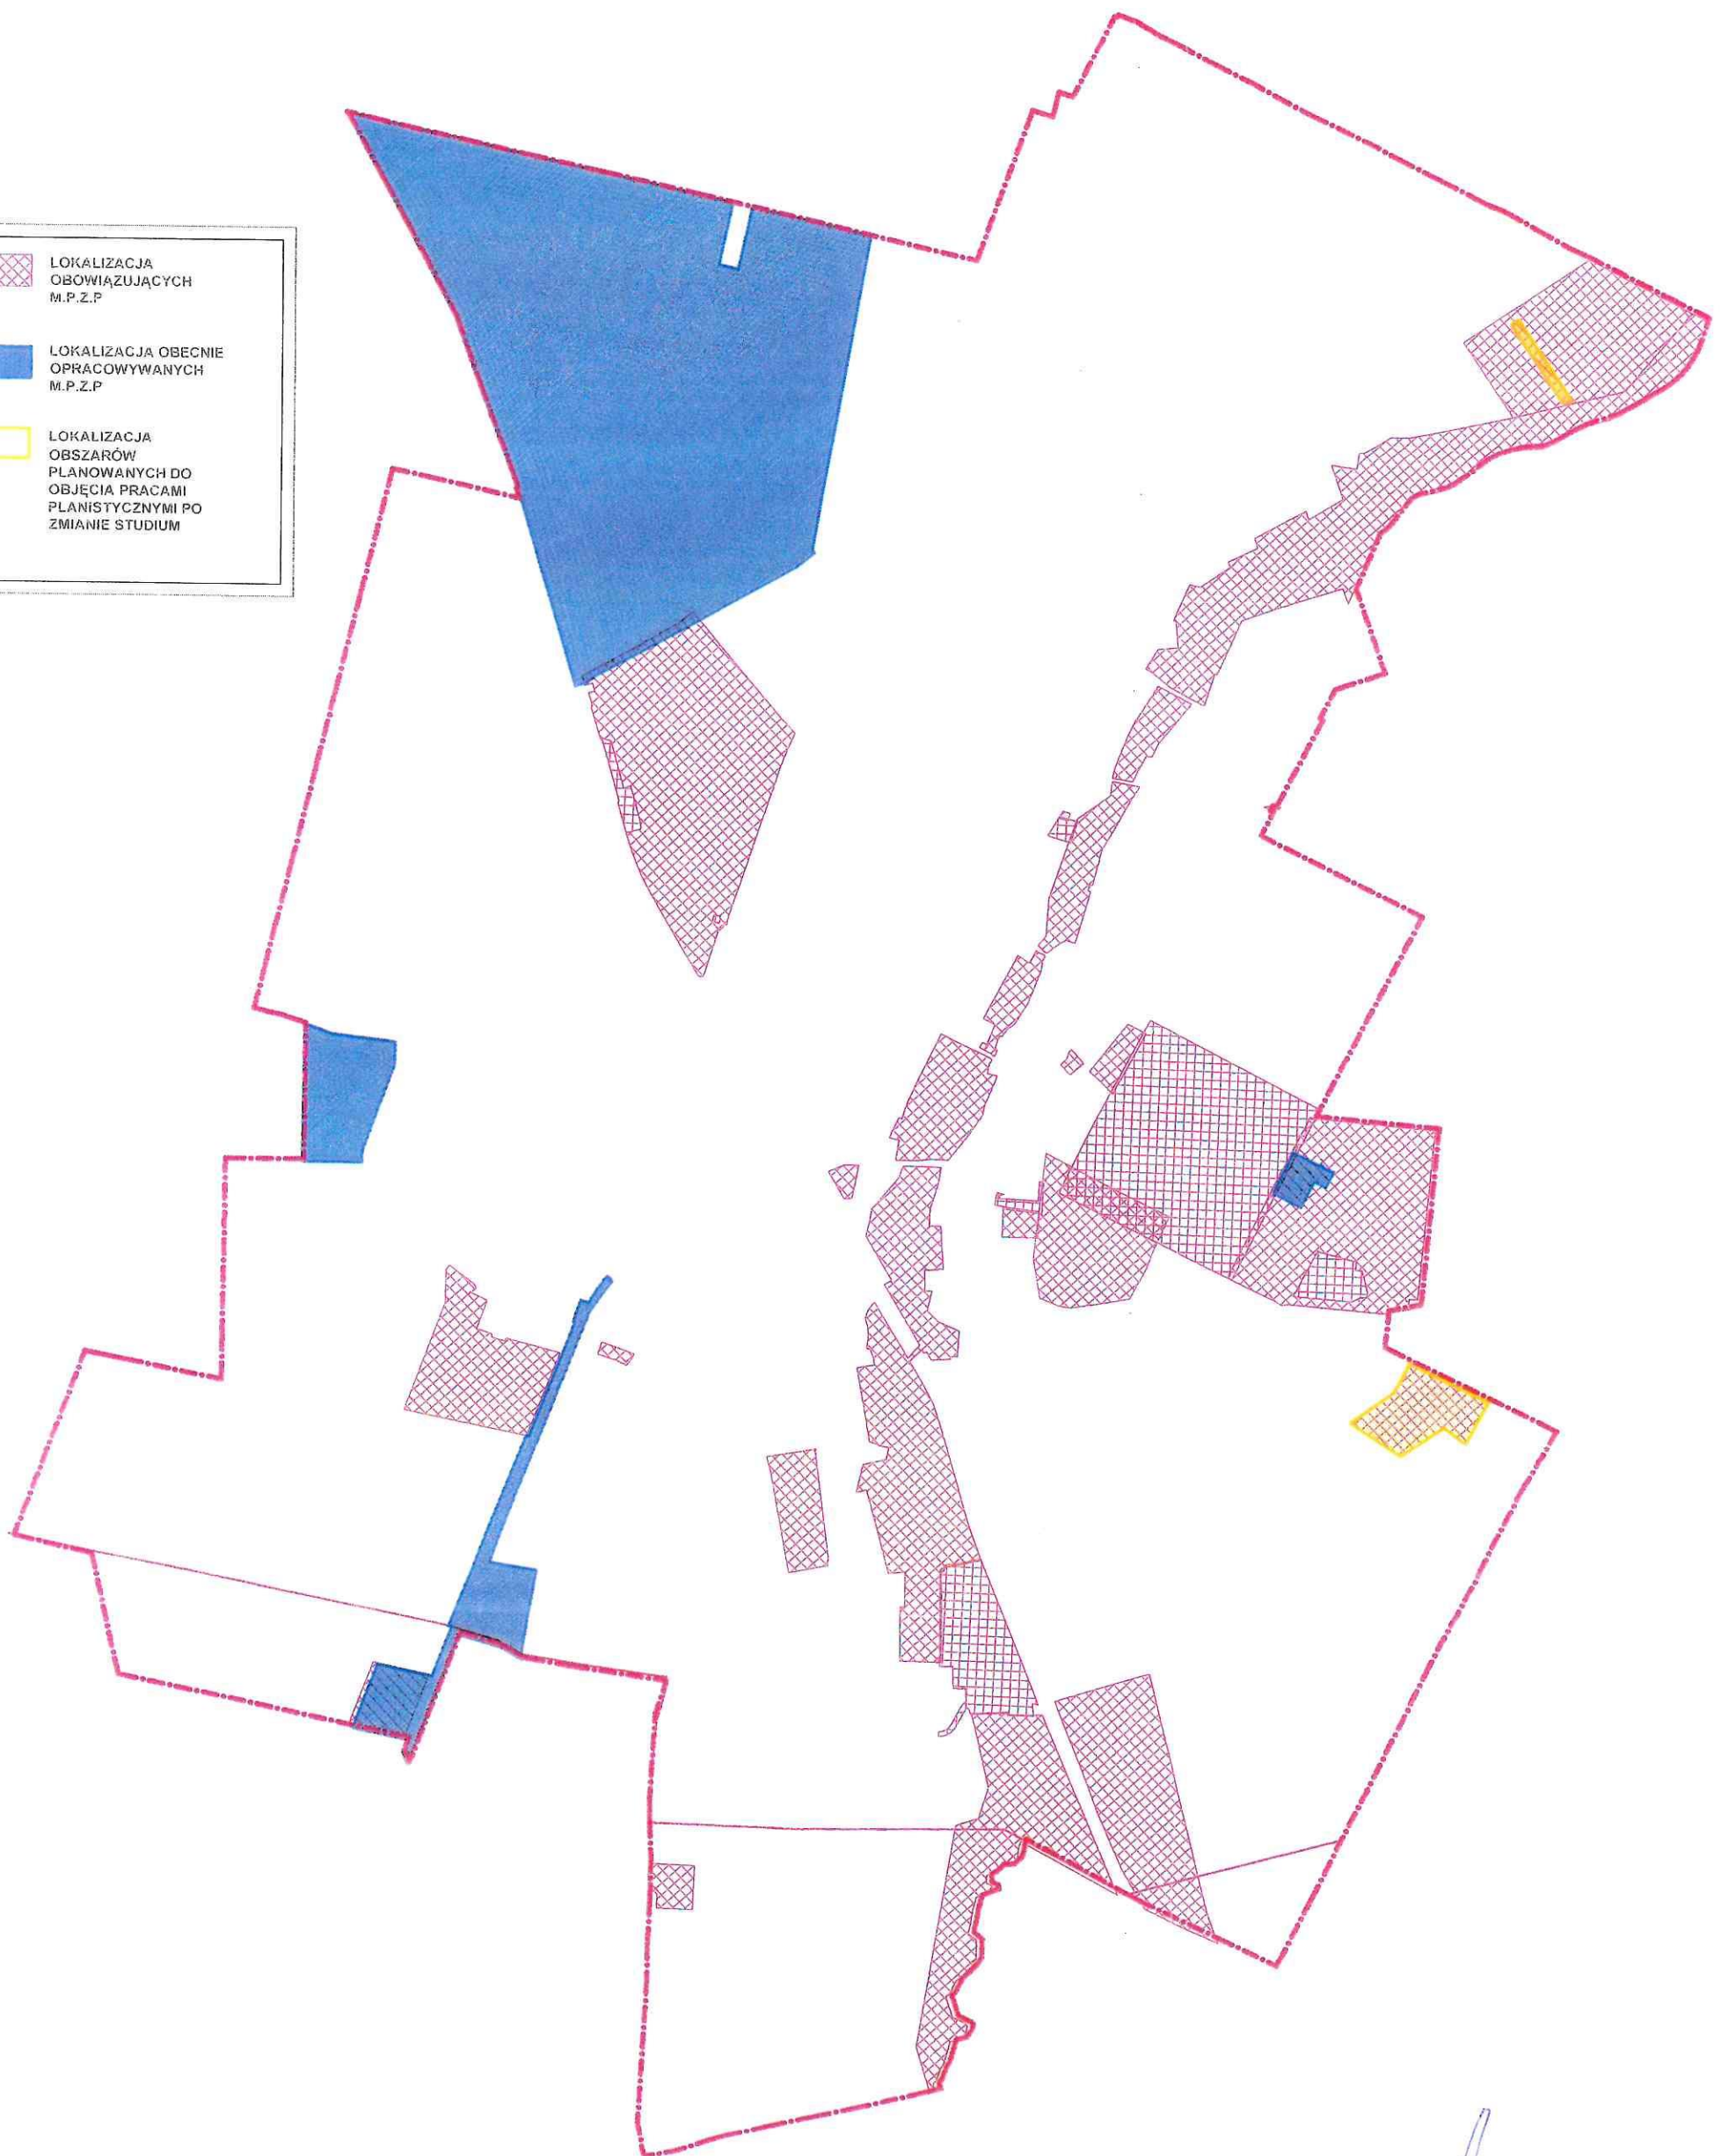 LOKALIZACJA
OBOWIĄZUJĄCYCH
M.P.Z.P
LOKALIZACJA OBECNIE
OPRACOWYWANYCH
M.P.Z.P
LOKALIZACJA
OBSZARÓW
PLANOWANYCH DO
OBJĘCIA PRACAMI
PLANISTYCZNYMI PO
ZMIANIE STUDIUM